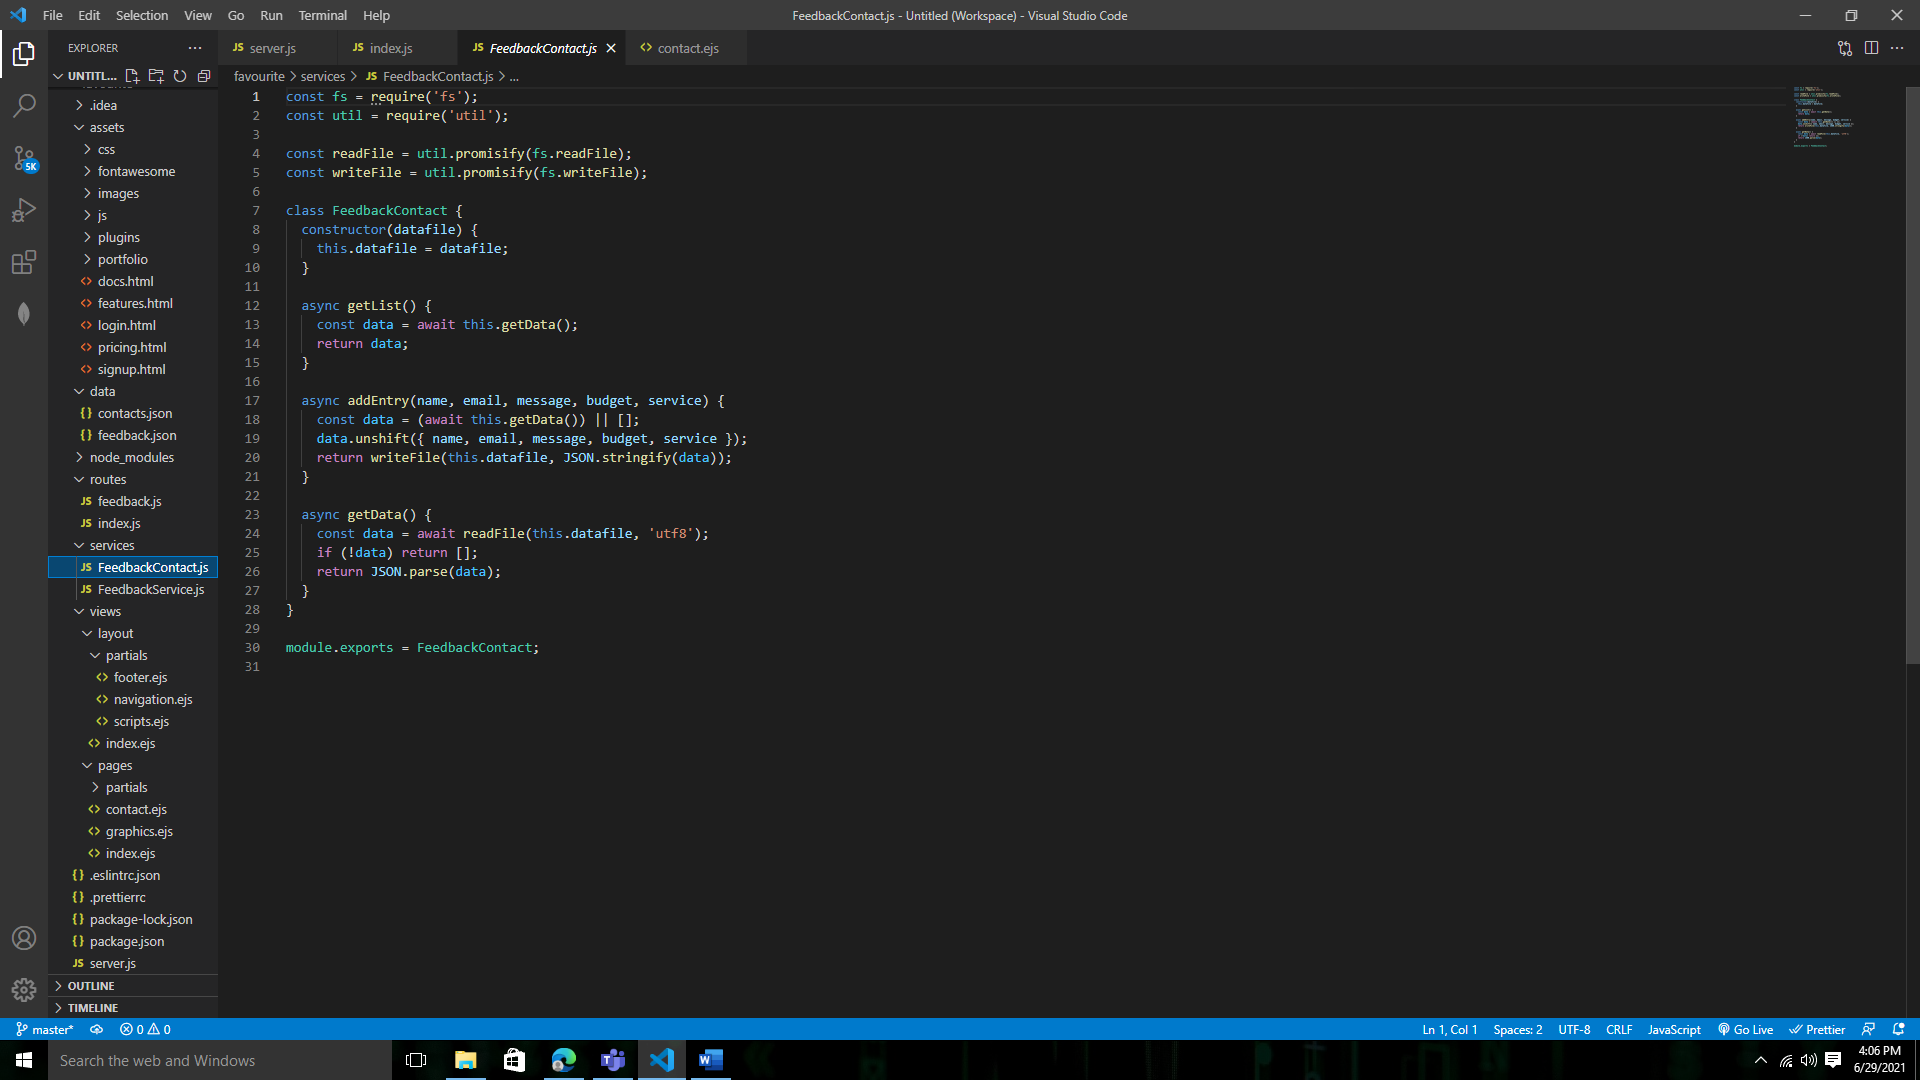 File Edit Selection View Go Run Terminal Help
FeedbackContact.js - Untitled (Workspace) - Visual Studio Code
EXPLORER
UNTITL...
.idea
assets
css
fontawesome
images
js
plugins
portfolio
docs.html
features.html
login.html
pricing.html
signup.html
data
contacts.json
feedback.json
node_modules
routes
feedback.js
index.js
services
FeedbackContact.js
FeedbackService.js
views
layout
partials
footer.ejs
navigation.ejs
scripts.ejs
index.ejs
pages
partials
contact.ejs
graphics.ejs
index.ejs
.eslintrc.json
.prettierrc
package-lock.json
package.json
server.js
OUTLINE
TIMELINE
5K
JS server.js JS index.js JS FeedbackContact.js contact.ejs
favourite > services > JS FeedbackContact.js > ...
1 const fs = require('fs');
2 const util = require('util');
3
4 const readFile = util.promisify(fs.readFile);
5 const writeFile = util.promisify(fs.writeFile);
6
7 class FeedbackContact {
8 constructor(datafile) {
9 this.datafile = datafile;
10 }
11
12 async getList() {
13 const data = await this.getData();
14 return data;
15 }
16
17 async addEntry(name, email, message, budget, service) {
18 const data = (await this.getData()) || [];
19 data.unshift({ name, email, message, budget, service });
20 return writeFile(this.datafile, JSON.stringify(data));
21 }
22
23 async getData() {
24 const data = await readFile(this.datafile, 'utf8');
25 if (!data) return [];
26 return JSON.parse(data);
27 }
28 }
29
30 module.exports = FeedbackContact;
31
master* 0 0 Ln 1, Col 1 Spaces: 2 UTF-8 CRLF JavaScript Go Live Prettier
Search the web and Windows
4:06 PM
6/29/2021